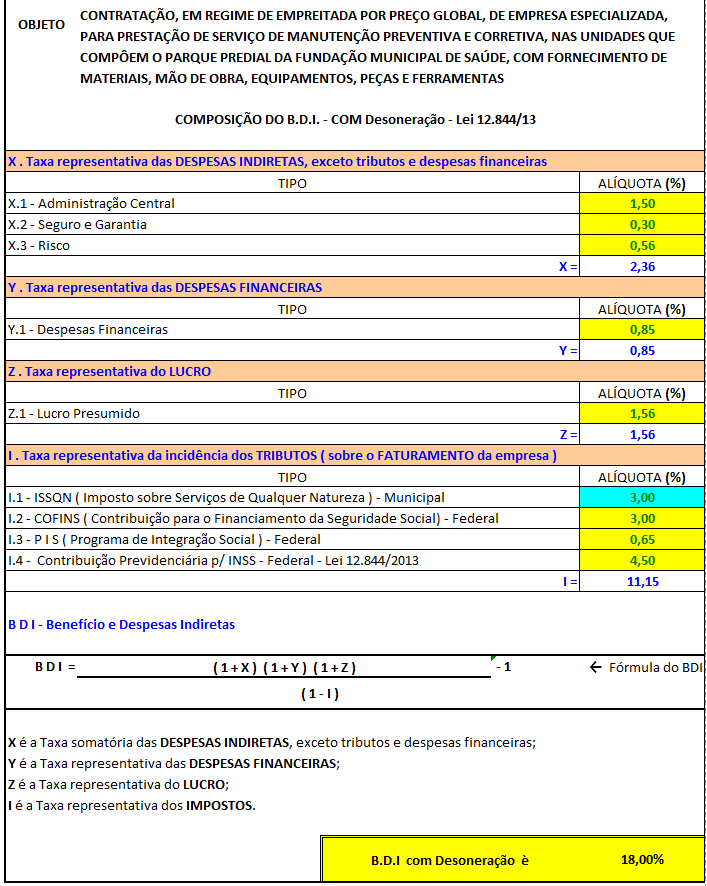 OBJETO
CONTRATAÇÃO, EM REGIME DE EMPREITADA POR PREÇO GLOBAL, DE EMPRESA ESPECIALIZADA,
PARA PRESTAÇÃO DE SERVIÇO DE MANUTENÇÃO PREVENTIVA E CORRETIVA, NAS UNIDADES QUE
COMPÕEM O PARQUE PREDIAL DA FUNDAÇÃO MUNICIPAL DE SAÚDE, COM FORNECIMENTO DE
MATERIAIS, MÃO DE OBRA, EQUIPAMENTOS, PEÇAS E FERRAMENTAS
COMPOSIÇÃO DO B.D.I. - COM Desoneração - Lei 12.844/13
X . Taxa representativa das DESPESAS INDIRETAS, exceto tributos e despesas financeiras
TIPO ALÍQUOTA (%)
X.1 - Administração Central 1,50
X.2 - Seguro e Garantia 0,30
X.3 - Risco 0,56
X = 2,36
Y . Taxa representativa das DESPESAS FINANCEIRAS
TIPO ALÍQUOTA (%)
Y.1 - Despesas Financeiras 0,85
Y = 0,85
Z . Taxa representativa do LUCRO
TIPO ALÍQUOTA (%)
Z.1 - Lucro Presumido 1,56
Z = 1,56
I . Taxa representativa da incidência dos TRIBUTOS ( sobre o FATURAMENTO da empresa )
TIPO ALÍQUOTA (%)
I.1 - ISSQN ( Imposto sobre Serviços de Qualquer Natureza ) - Municipal 3,00
I.2 - COFINS ( Contribuição para o Financiamento da Seguridade Social) - Federal 3,00
I.3 - P I S ( Programa de Integração Social ) - Federal 0,65
I.4 - Contribuição Previdenciária p/ INSS - Federal - Lei 12.844/2013 4,50
I = 11,15
B D I - Benefício e Despesas Indiretas
B D I = ( 1 + X ) ( 1 + Y ) ( 1 + Z ) - 1 ← Fórmula do BDI
( 1 - I )
X é a Taxa somatória das DESPESAS INDIRETAS, exceto tributos e despesas financeiras;
Y é a Taxa representativa das DESPESAS FINANCEIRAS;
Z é a Taxa representativa do LUCRO;
I é a Taxa representativa dos IMPOSTOS.
B.D.I com Desoneração è 18,00%